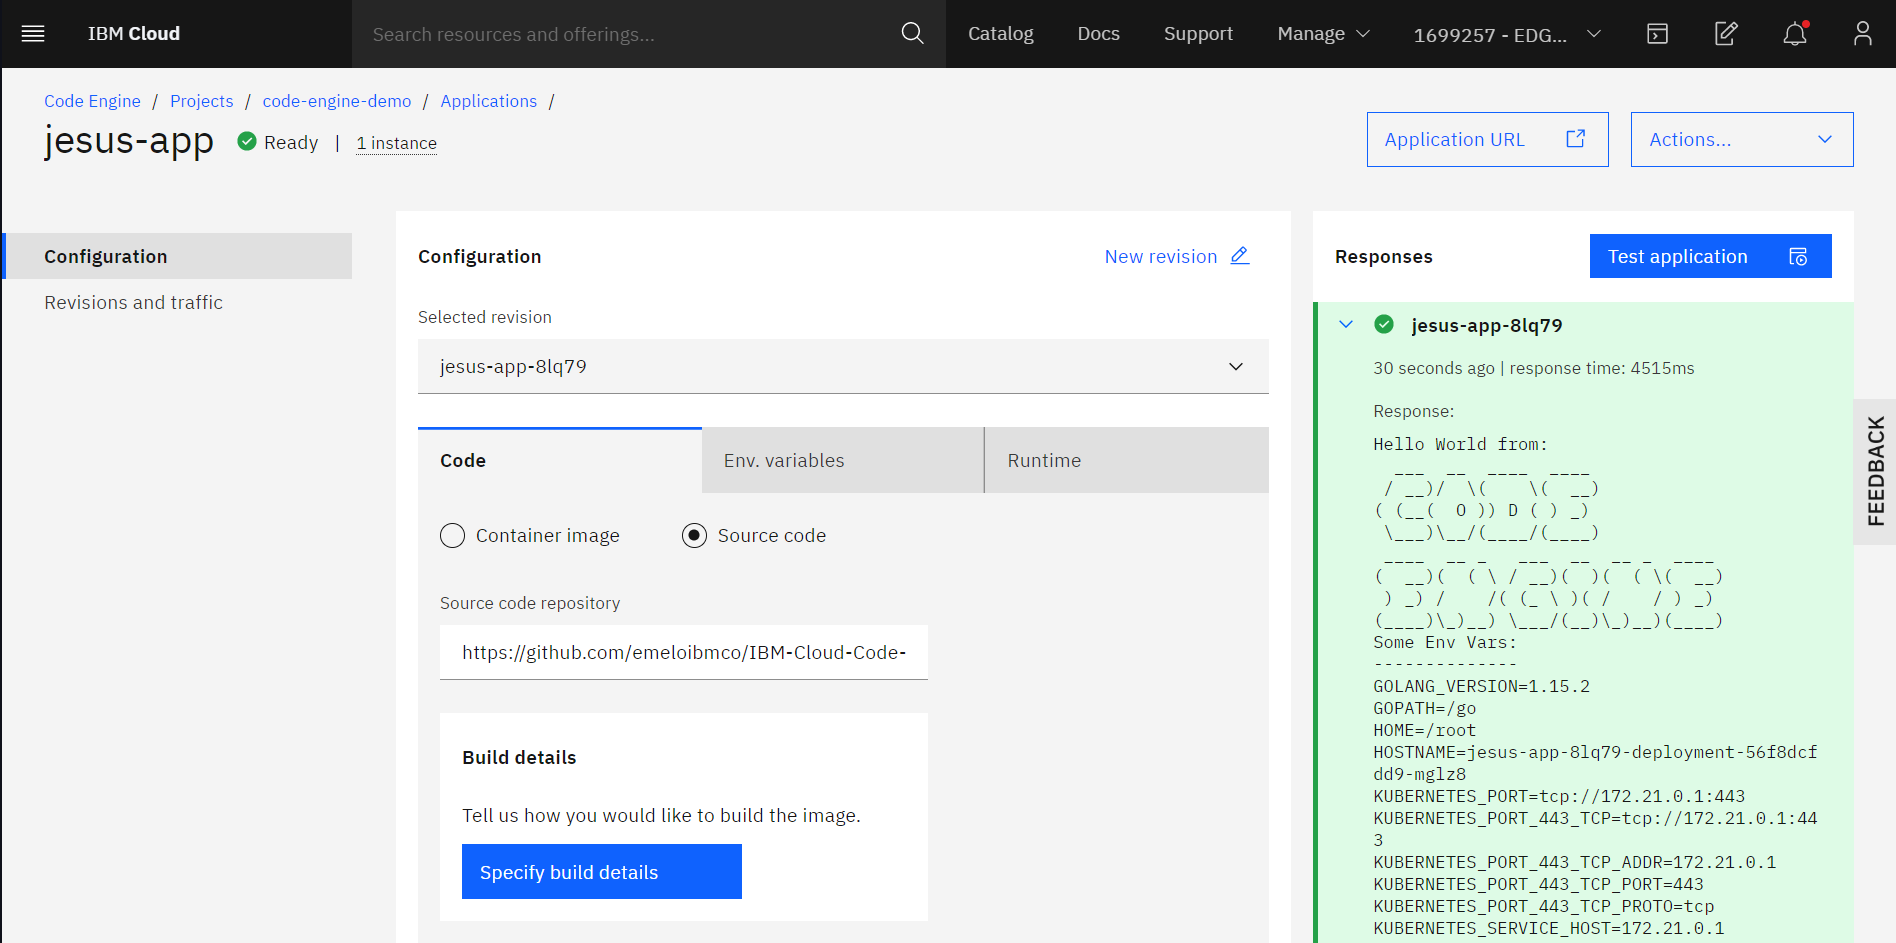 IBM Cloud
Search resources and offerings...
Catalog
Docs
Support
Manage
1699257 - EDG...
Code Engine / Projects / code-engine-demo / Applications /
jesus-app
Ready | 1 instance
Application URL
Actions...
Configuration
Revisions and traffic
Configuration
New revision
Selected revision
jesus-app-8lq79
Code
Env. variables
Runtime
Container image
Source code
Source code repository
https://github.com/emeloibmco/IBM-Cloud-Code-
Build details
Tell us how you would like to build the image.
Specify build details
Responses
Test application
jesus-app-8lq79
30 seconds ago | response time: 4515ms
Response:
Hello World from:
  ___  __  ____  ____
 / __)/  \(    \(  __)
( (__(  O )) D ( ) _)
 \___)\__/(____/(____)
 ____  __ _   ___  __  __ _  ____
(  __)(  ( \ / __)(  )(  ( \(  __)
 ) _) /    /( (_ \ )( /    / ) _)
(____)\_)__) \___/(__)\_)__)(____)
Some Env Vars:
--------------
GOLANG_VERSION=1.15.2
GOPATH=/go
HOME=/root
HOSTNAME=jesus-app-8lq79-deployment-56f8dcf
dd9-mglz8
KUBERNETES_PORT=tcp://172.21.0.1:443
KUBERNETES_PORT_443_TCP=tcp://172.21.0.1:44
3
KUBERNETES_PORT_443_TCP_ADDR=172.21.0.1
KUBERNETES_PORT_443_TCP_PORT=443
KUBERNETES_PORT_443_TCP_PROTO=tcp
KUBERNETES_SERVICE_HOST=172.21.0.1
FEEDBACK